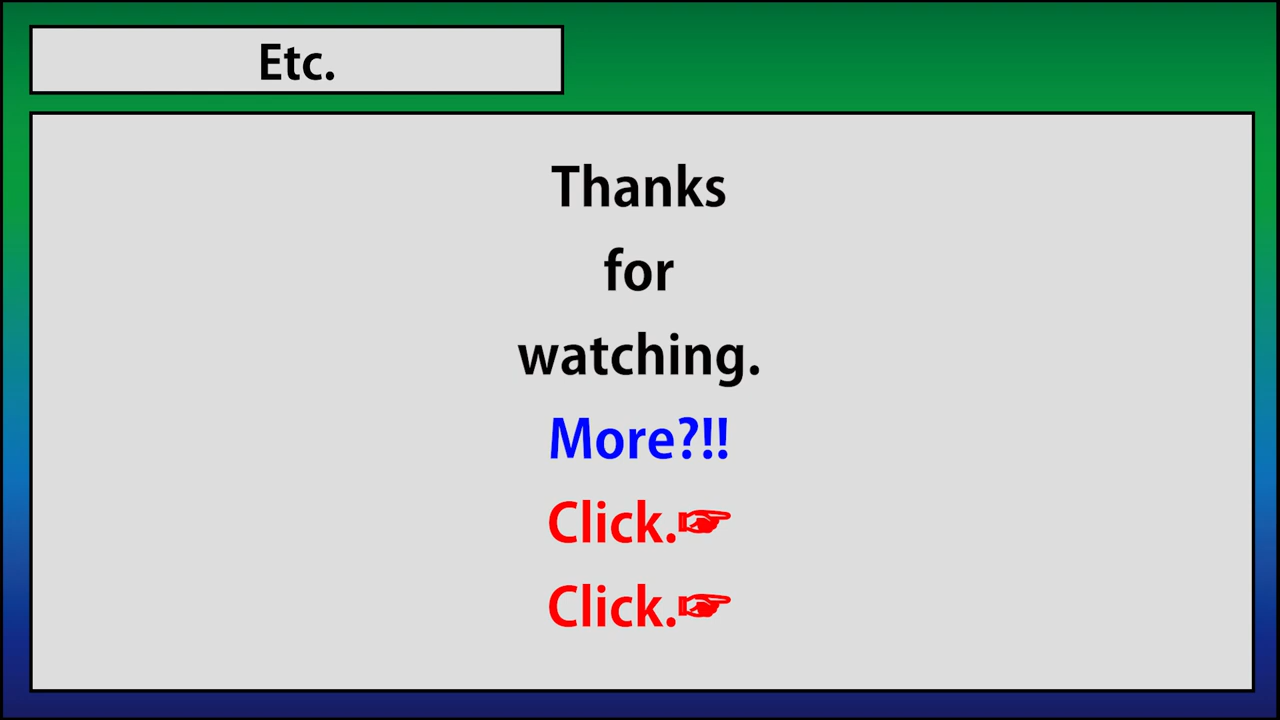 Etc.
Thanks
for
watching.
More?!!
Click.☞
Click.☞